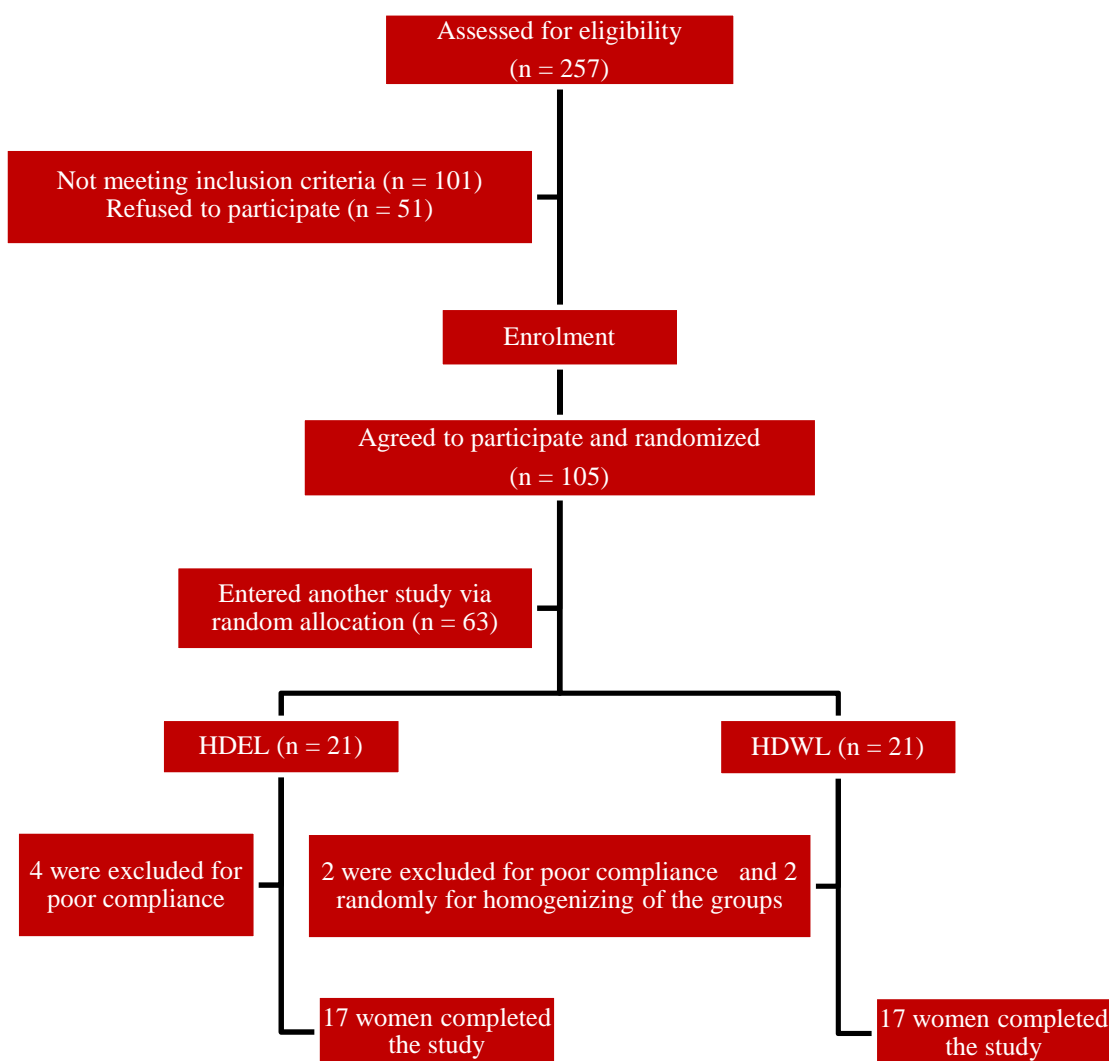 Assessed for eligibility
(n = 257)
Not meeting inclusion criteria (n = 101)
Refused to participate (n = 51)
Enrolment
Agreed to participate and randomized
(n = 105)
Entered another study via
random allocation (n = 63)
HDEL (n = 21)
HDWL (n = 21)
4 were excluded for
poor compliance
2 were excluded for poor compliance and 2
randomly for homogenizing of the groups
17 women completed
the study
17 women completed
the study